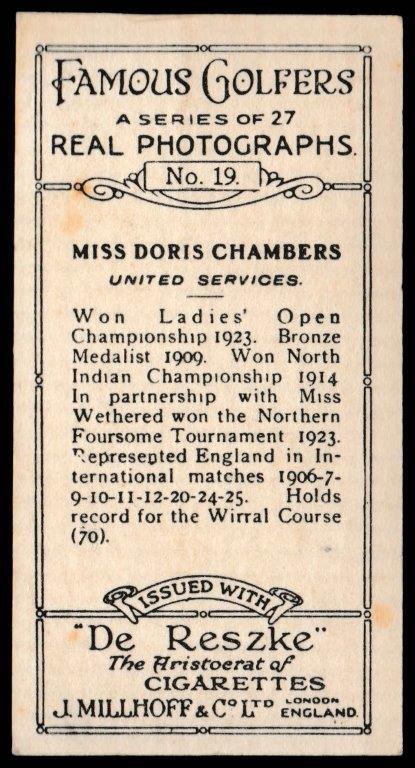 FAMOUS GOLFERS
A SERIES OF 27
REAL PHOTOGRAPHS.
No. 19.
MISS DORIS CHAMBERS
UNITED SERVICES.
Won Ladies' Open
Championship 1923. Bronze
Medalist 1909. Won North
Indian Championship 1914
In partnership with Miss
Wethered won the Northern
Foursome Tournament 1923.
Represented England in In-
ternational matches 1906-7-
9-10-11-12-20-24-25. Holds
record for the Wirral Course
(70).
ISSUED WITH
"De Reszke"
The Aristocrat of
CIGARETTES
J. MILLHOFF & Co LTD LONDON ENGLAND.